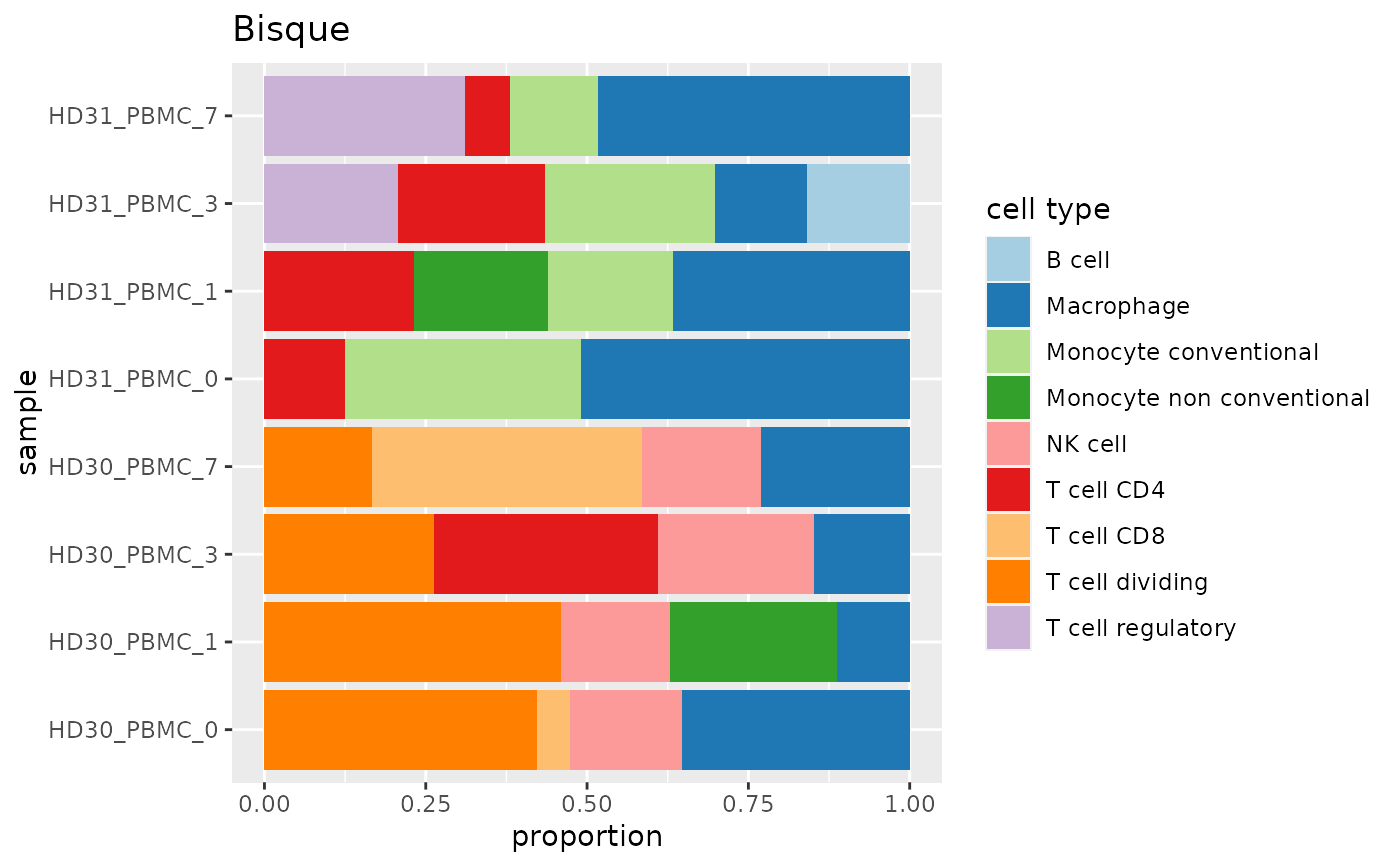 Bisque
HD31_PBMC_7
HD31_PBMC_3
HD31_PBMC_1
HD31_PBMC_0
HD30_PBMC_7
HD30_PBMC_3
HD30_PBMC_1
HD30_PBMC_0
sample
0.00 0.25 0.50 0.75 1.00
proportion
cell type
B cell
Macrophage
Monocyte conventional
Monocyte non conventional
NK cell
T cell CD4
T cell CD8
T cell dividing
T cell regulatory